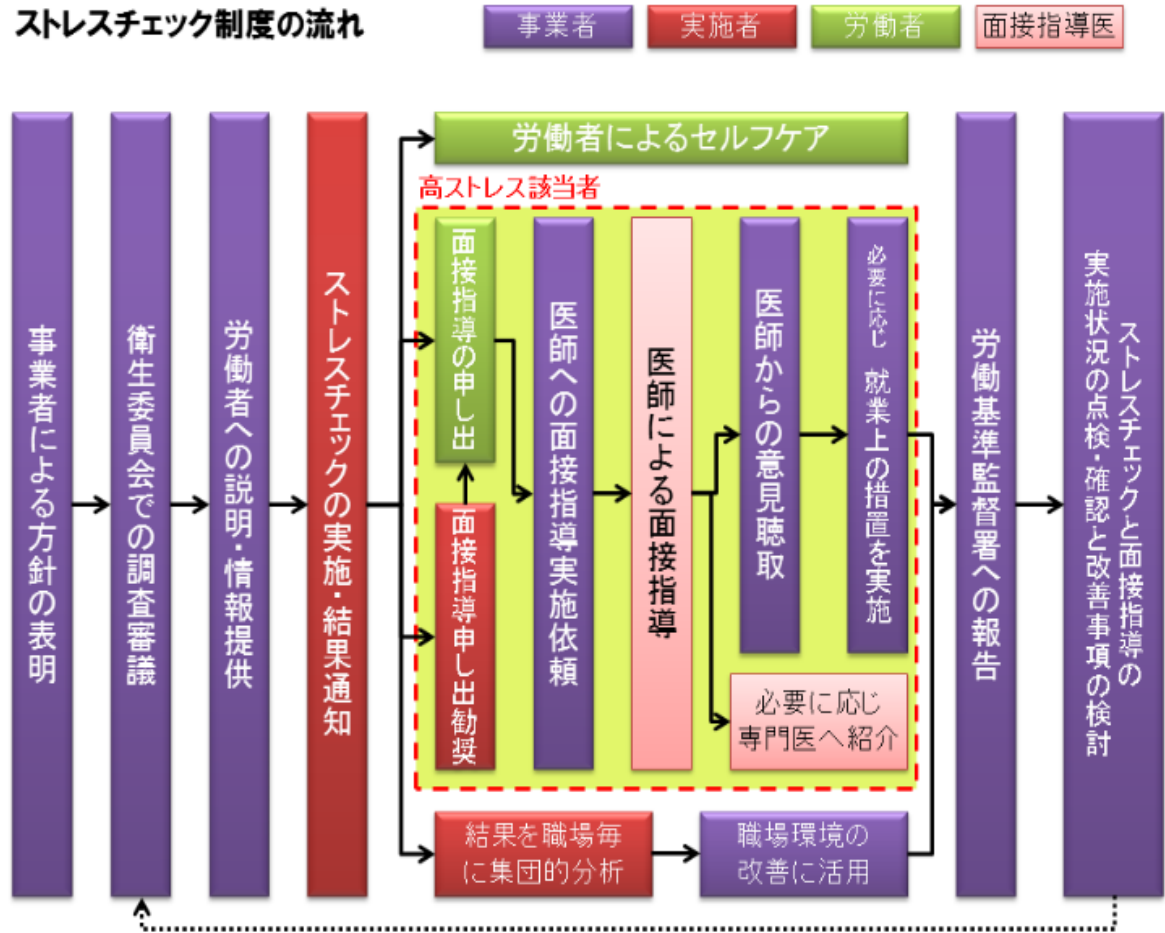 ストレスチェック制度の流れ
事業者
実施者
労働者
面接指導医
事業者による方針の表明
衛生委員会での調査審議
労働者への説明・情報提供
ストレスチェックの実施・結果通知
労働者によるセルフケア
高ストレス該当者
面接指導の申し出
面接指導申し出勧奨
医師への面接指導実施依頼
医師による面接指導
医師からの意見聴取
必要に応じ 就業上の措置を実施
必要に応じ
専門医へ紹介
結果を職場毎
に集団的分析
職場環境の
改善に活用
労働基準監督署への報告
ストレスチェックと面接指導の
実施状況の点検・確認と改善事項の検討